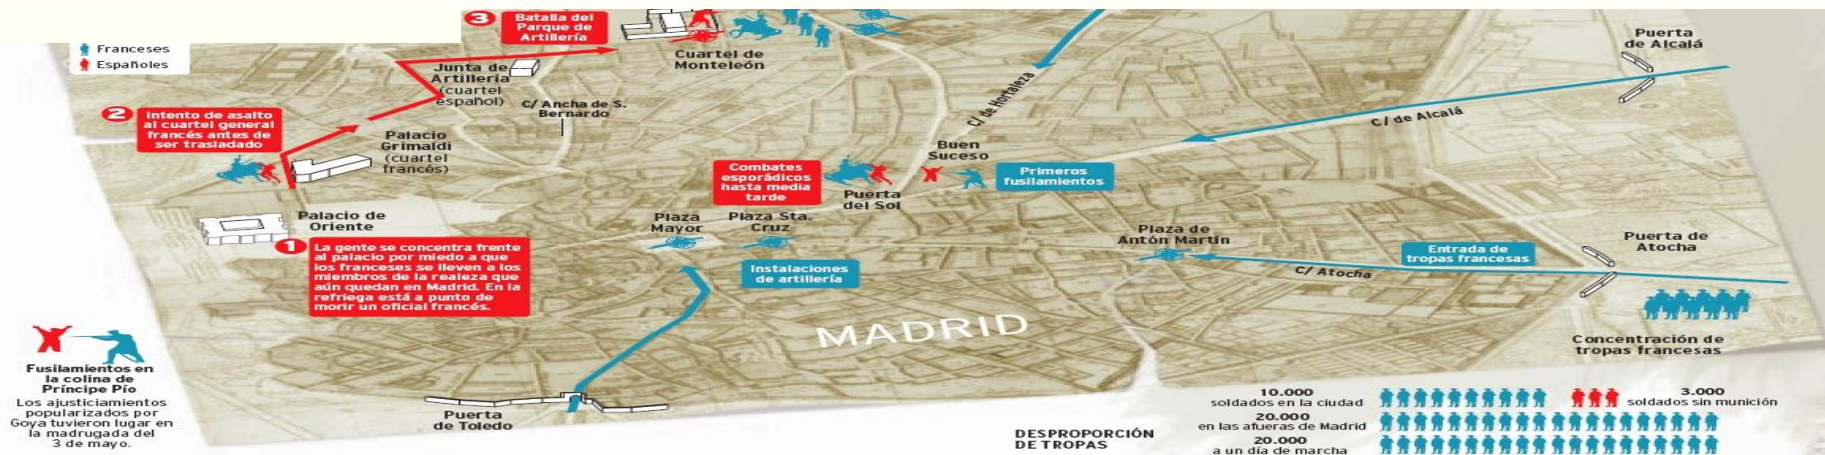 Franceses
Españoles
3
Batalla del
Parque de
Artillería
Cuartel de
Monteleón
Junta de
Artillería
(cuartel
español)
C/ Ancha de S.
Bernardo
2
Intento de asalto
al cuartel general
francés antes de
ser trasladado
Palacio
Grimaldi
(cuartel
francés)
C/ de Hortaleza
Puerta
de Alcalá
C/ de Alcalá
Buen
Suceso
Combates
esporádicos
hasta media
tarde
Puerta
del Sol
Primeros
fusilamientos
Palacio de
Oriente
1
La gente se concentra frente
al palacio por miedo a que
los franceses se lleven a los
miembros de la realeza que
aún quedan en Madrid. En la
refriega está a punto de
morir un oficial francés.
Plaza
Mayor
Plaza Sta.
Cruz
Instalaciones
de artillería
Plaza de
Antón Martín
Entrada de
tropas francesas
C/ Atocha
Puerta de
Atocha
Concentración de
tropas francesas
MADRID
Fusilamientos en
la colina de
Príncipe Pío
Los ajusticiamientos
popularizados por
Goya tuvieron lugar en
la madrugada del
3 de mayo.
Puerta
de Toledo
DESPROPORCIÓN
DE TROPAS
10.000
soldados en la ciudad
3.000
soldados sin munición
20.000
en las afueras de Madrid
20.000
a un día de marcha